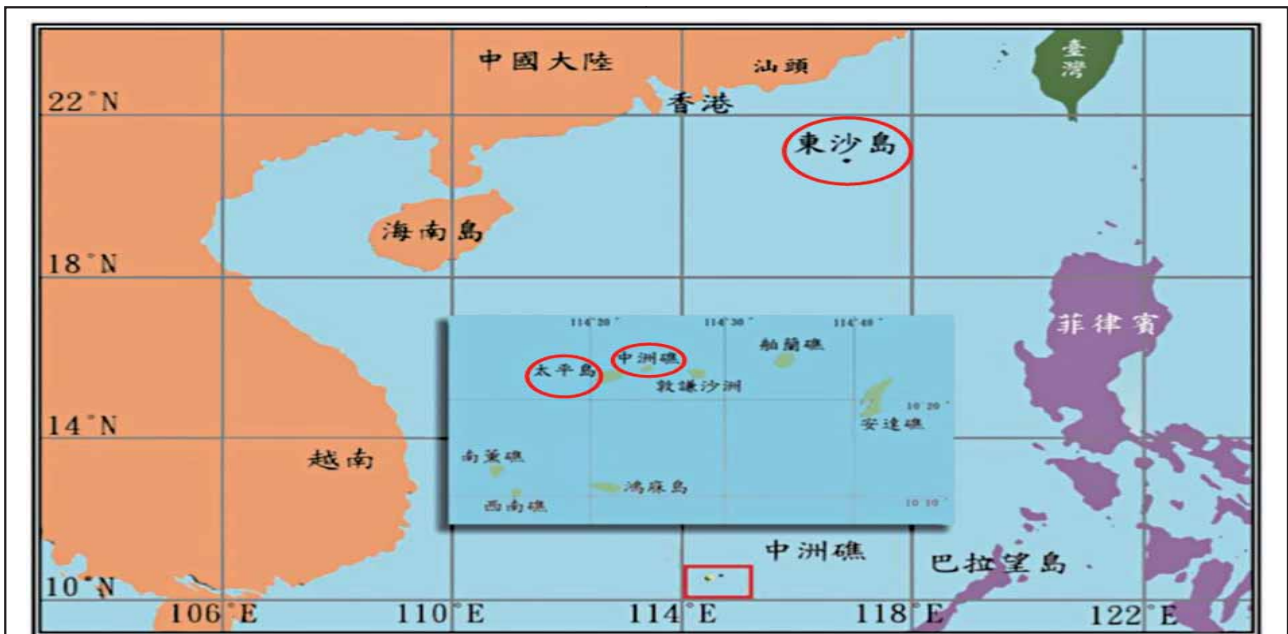 中國大陸
汕頭
臺灣
22°N
香港
東沙島
海南島
18°N
菲律賓
114°20
114°30
114°40
舶蘭礁
中洲礁
太平島
敦謙沙洲
10 20
安達礁
14°N
越南
南薰礁
鴻庥島
西南礁
10 10
中洲礁
巴拉望島
10°N
106°E
110°E
114°E
118°E
122°E